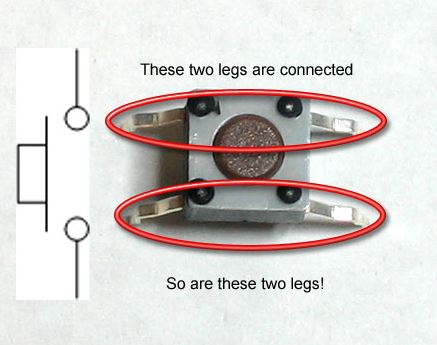 These two legs are connected
So are these two legs!